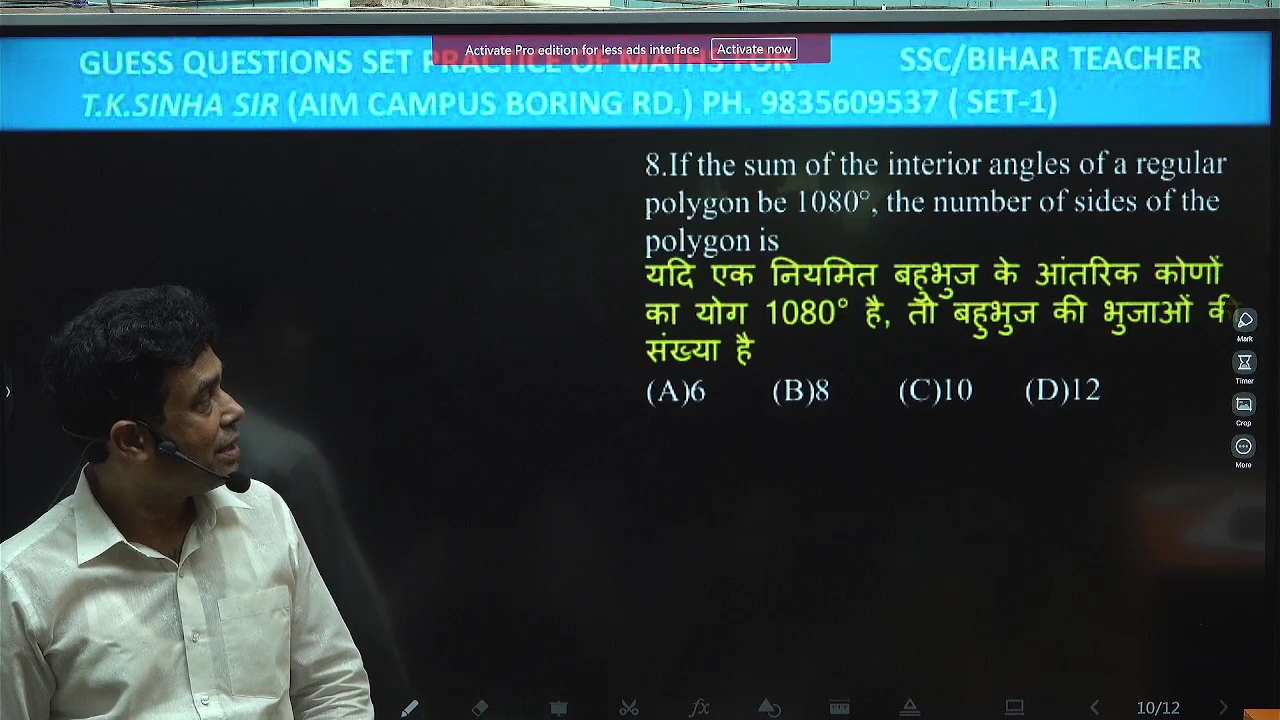 Activate Pro edition for less ads interface Activate now
GUESS QUESTIONS SET PRACTICE OF MATHS FOR SSC/BIHAR TEACHER
T.K.SINHA SIR (AIM CAMPUS BORING RD.) PH. 9835609537 ( SET-1)
8.If the sum of the interior angles of a regular
polygon be 1080°, the number of sides of the
polygon is
यदि एक नियमित बहुभुज के आंतरिक कोणों
का योग 1080° है, तो बहुभुज की भुजाओं
संख्या है
(A)6 (B)8 (C)10 (D)12
Mark
Timer
Crop
More
fx
10/12